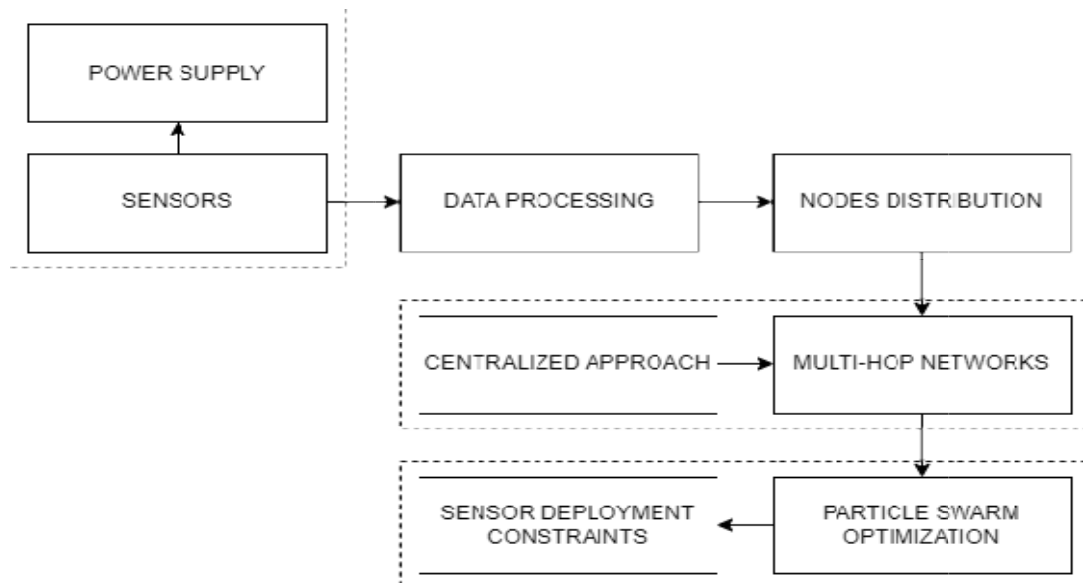 POWER SUPPLY
SENSORS
DATA PROCESSING
NODES DISTRIBUTION
CENTRALIZED APPROACH
MULTI-HOP NETWORKS
SENSOR DEPLOYMENT
CONSTRAINTS
PARTICLE SWARM
OPTIMIZATION